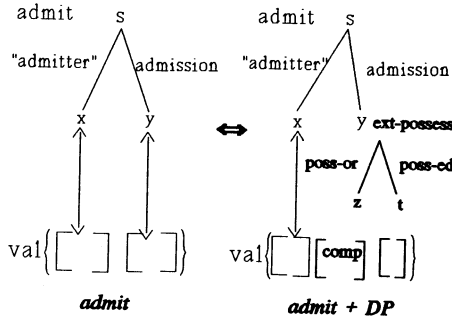 admit S
"admitter" admission
x y
val{[ ] [ ]}
admit
⇔
admit S
"admitter" admission
x y ext-possess
poss-or poss-ed
z t
val{[ ] [comp] [ ]}
admit + DP